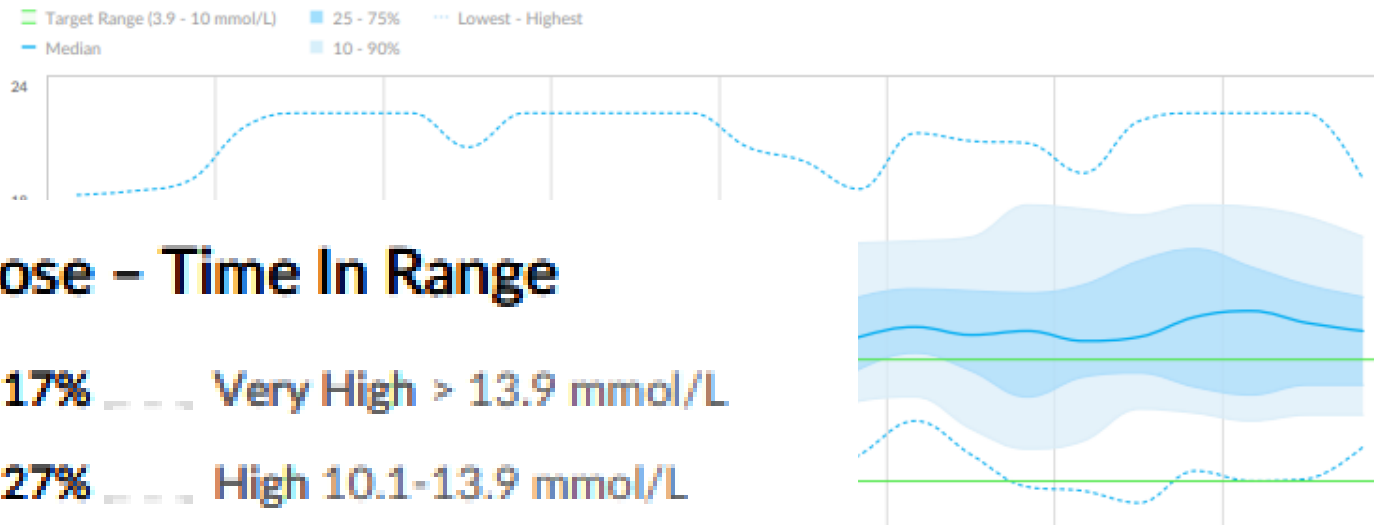 Target Range (3.9 - 10 mmol/L) 25 - 75% Lowest - Highest
Median 10 - 90%
24
ose – Time In Range
17% Very High > 13.9 mmol/L
27% High 10.1-13.9 mmol/L